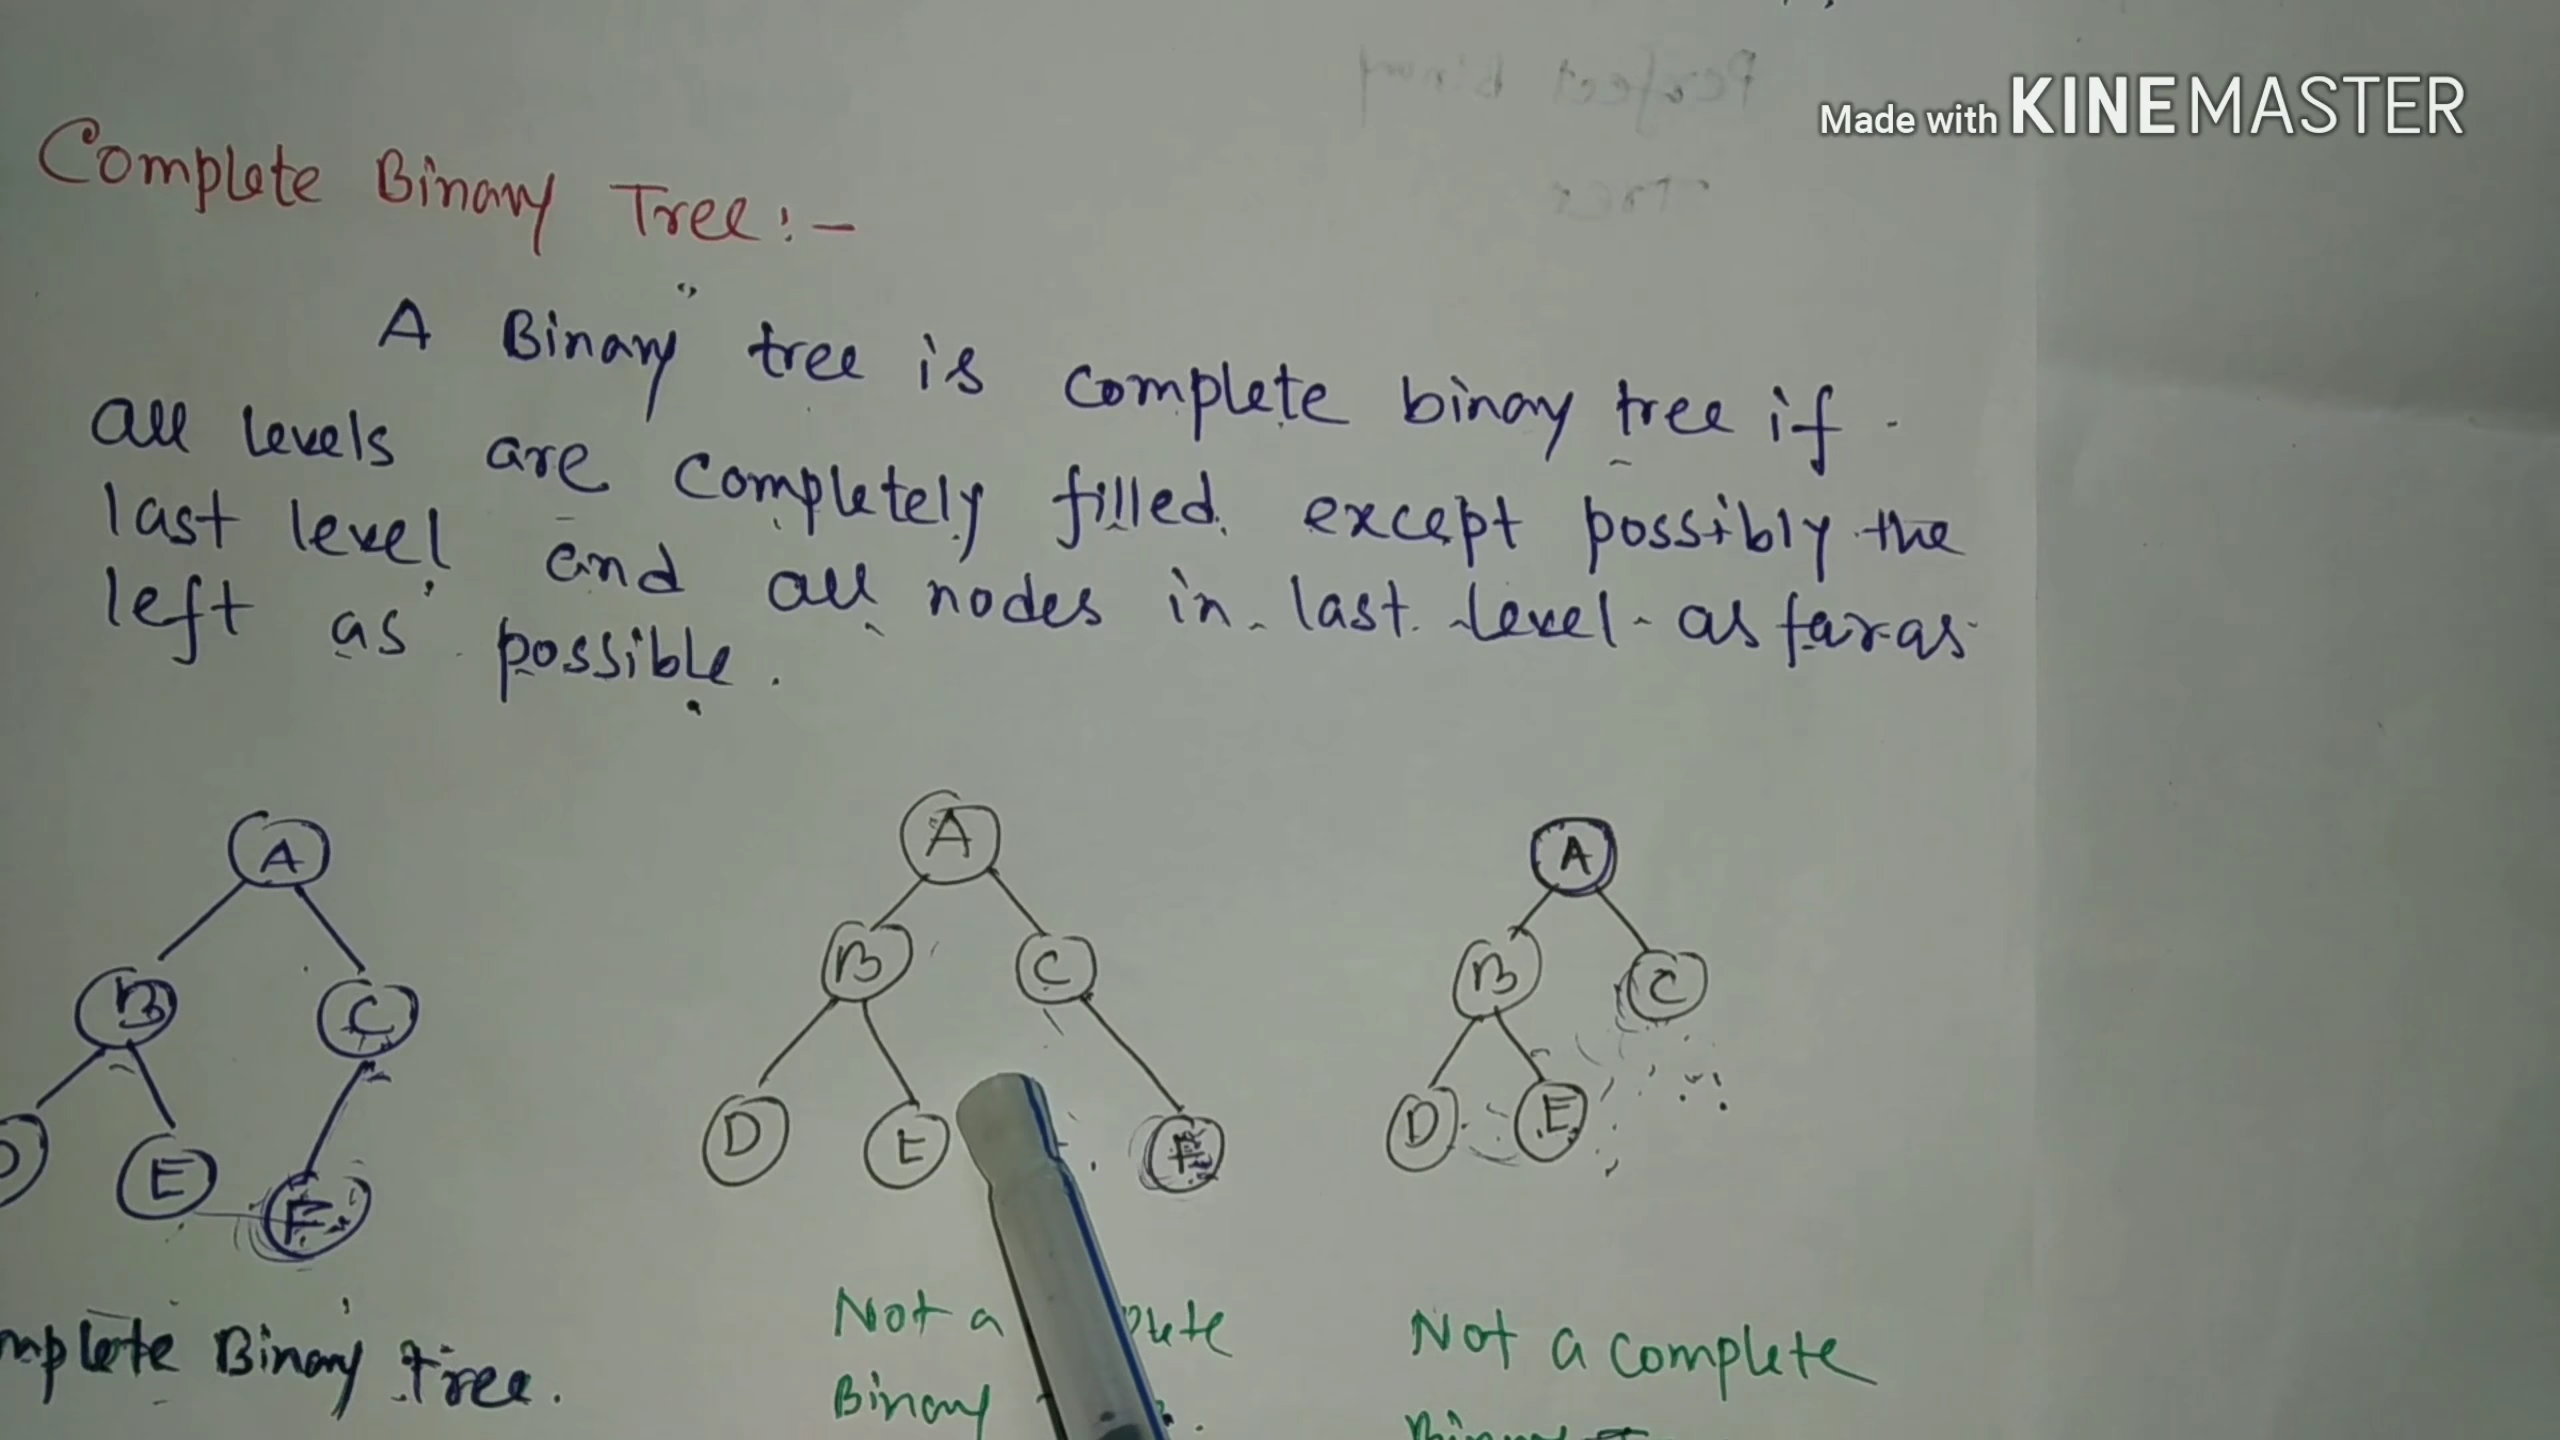 Made with KINEMASTER
Complete Binary Tree:-
A Binary tree is complete binary tree if
all levels are completely filled except possibly the
last level and all nodes in last level as far as
left as possible.
A
B C
D E F
A
B C
D E F
A
B C
D E
Binary tree.
Not a
Binary
Not a complete